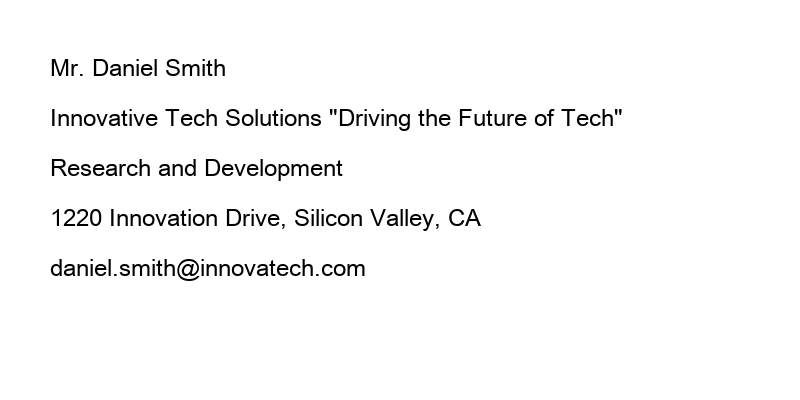 Mr. Daniel Smith
Innovative Tech Solutions "Driving the Future of Tech"
Research and Development
1220 Innovation Drive, Silicon Valley, CA
daniel.smith@innovatech.com